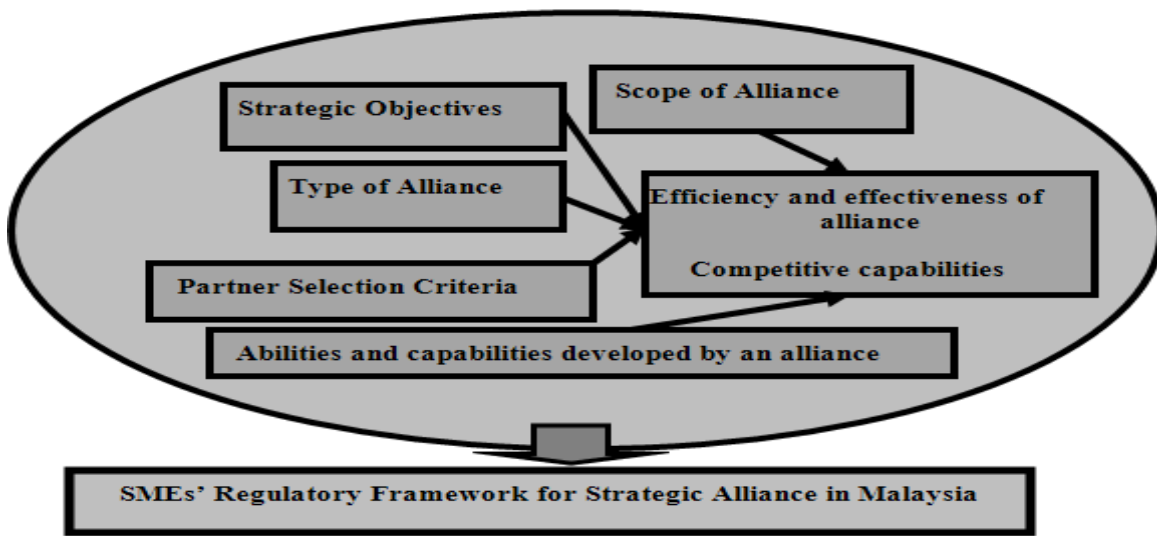 Strategic Objectives
Scope of Alliance
Type of Alliance
Efficiency and effectiveness of
alliance
Competitive capabilities
Partner Selection Criteria
Abilities and capabilities developed by an alliance
SMEs’ Regulatory Framework for Strategic Alliance in Malaysia